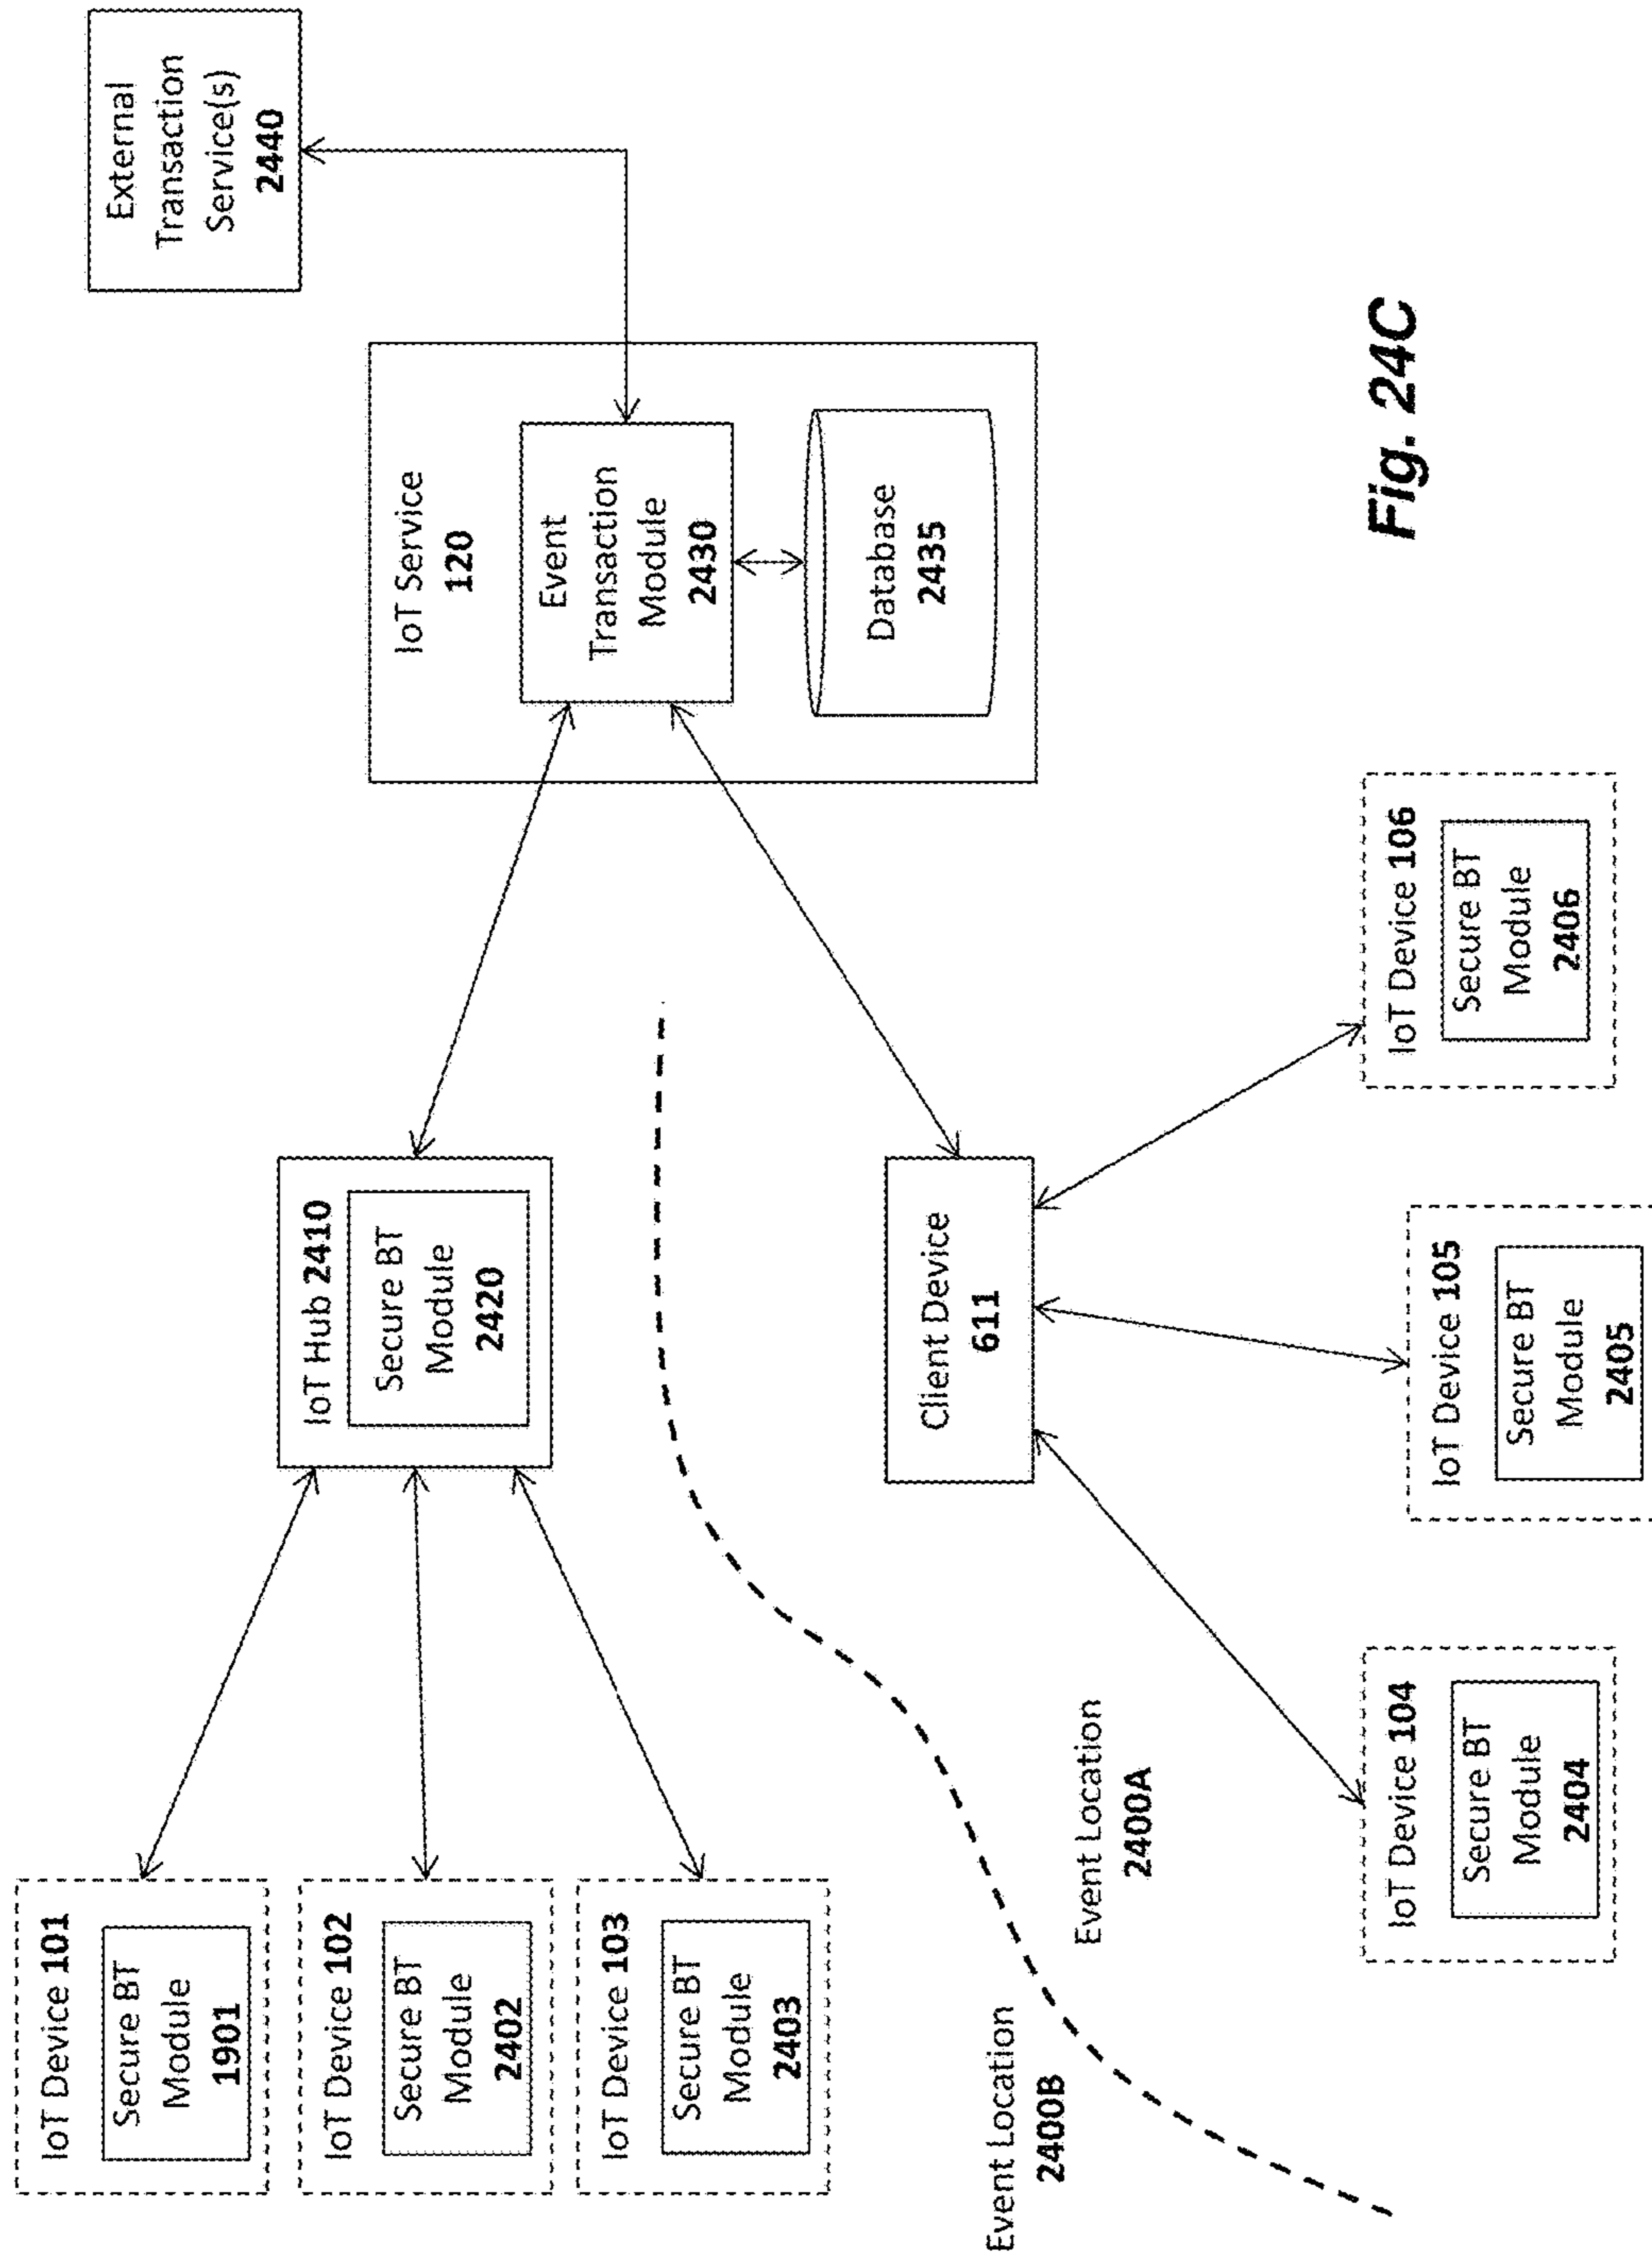 External
Transaction
Service(s)
2440
IoT Service
120
Event
Transaction
Module
2430
Database
2435
IoT Hub 2410
Secure BT
Module
2420
IoT Device 101
Secure BT
Module
1901
IoT Device 102
Secure BT
Module
2402
IoT Device 103
Secure BT
Module
2403
Event Location
2400B
Event Location
2400A
Client Device
611
IoT Device 104
Secure BT
Module
2404
IoT Device 105
Secure BT
Module
2405
IoT Device 106
Secure BT
Module
2406
Fig. 24C